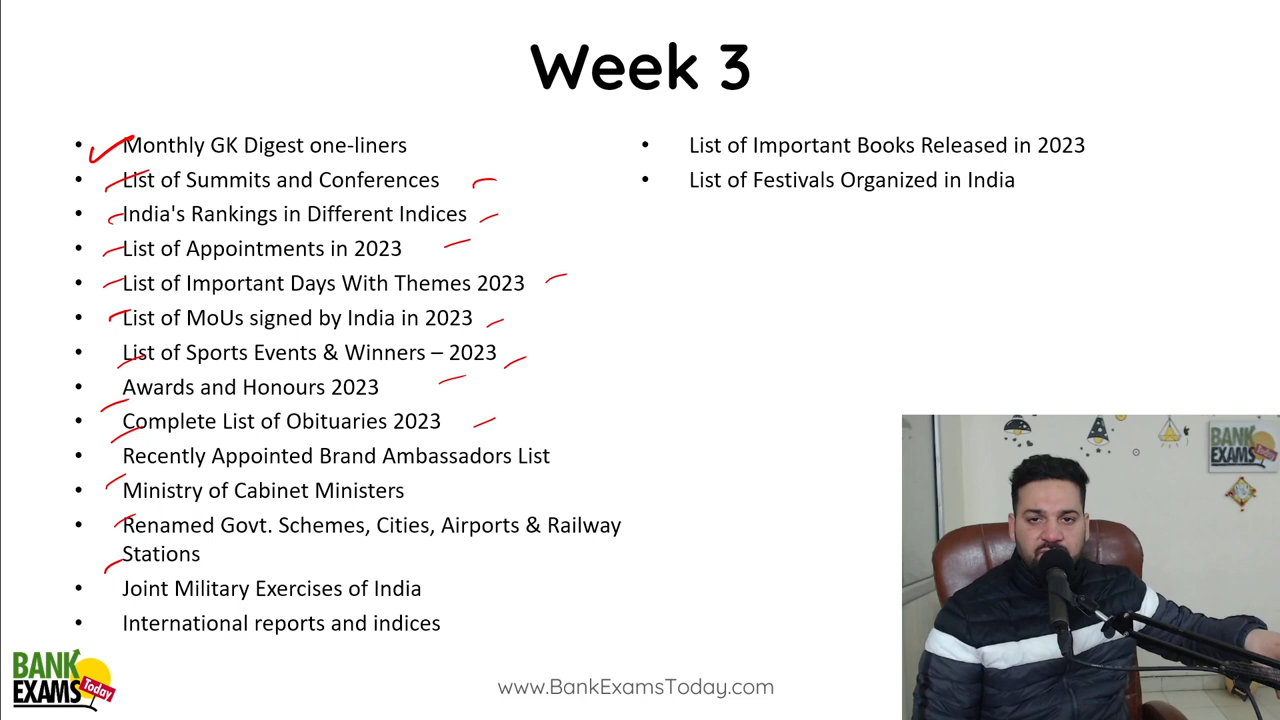 Week 3
• Monthly GK Digest one-liners
• List of Summits and Conferences
• India's Rankings in Different Indices
• List of Appointments in 2023
• List of Important Days With Themes 2023
• List of MoUs signed by India in 2023
• List of Sports Events & Winners – 2023
• Awards and Honours 2023
• Complete List of Obituaries 2023
• Recently Appointed Brand Ambassadors List
• Ministry of Cabinet Ministers
• Renamed Govt. Schemes, Cities, Airports & Railway
Stations
• Joint Military Exercises of India
• International reports and indices
• List of Important Books Released in 2023
• List of Festivals Organized in India
BANK
EXAMS
Today
BANK
EXAMS
Today
www.BankExamsToday.com